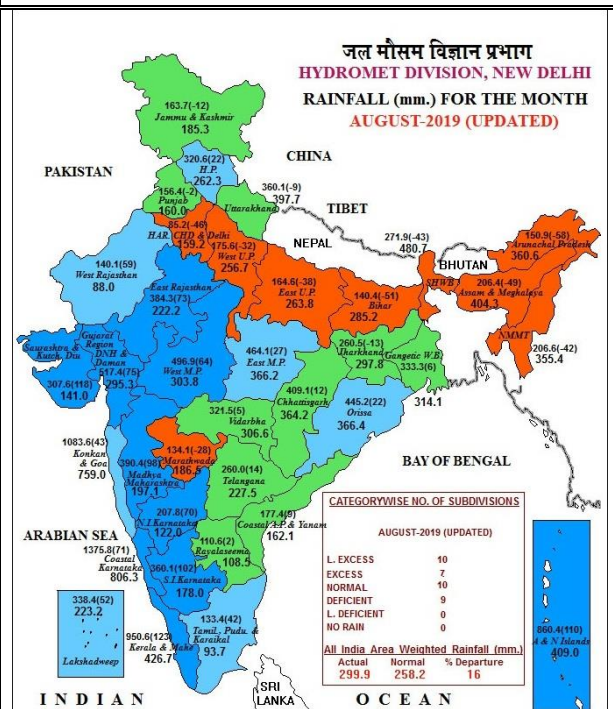 जल मौसम विज्ञान प्रभाग
HYDROMET DIVISION, NEW DELHI
RAINFALL (mm.) FOR THE MONTH
AUGUST-2019 (UPDATED)
163.7(-12)
Jammu & Kashmir
185.3
CHINA
320.6(22)
H.P.
262.3
PAKISTAN
156.4(-2)
Punjab
160.0
360.1(-9)
Uttarakhand
397.7
TIBET
85.2(-46)
HAR. CHD & Delhi
159.2
175.6(-32)
West U.P.
256.7
NEPAL
271.9(-43)
480.7
SHWB
BHUTAN
150.9(-58)
Arunachal Pradesh
360.6
140.1(59)
West Rajasthan
88.0
East Rajasthan
384.3(73)
222.2
164.6(-38)
East U.P.
263.8
140.4(-51)
Bihar
285.2
206.4(-49)
Assam & Meghalaya
404.3
NMMT
206.6(-42)
355.4
Saurashtra &
Kutch, Diu
307.6(118)
141.0
Gujarat
Region
DNH &
Daman
517.4(75)
295.3
496.9(64)
West M.P.
303.8
464.1(27)
East M.P.
366.2
260.5(-13)
Jharkhand
297.8
Gangetic W.B.
333.3(6)
314.1
409.1(12)
Chhattisgarh
364.2
445.2(22)
Orissa
366.4
321.5(5)
Vidarbha
306.6
1083.6(43
Konkan
& Goa
759.0
134.1(-28)
Marathwada
186.5
390.4(98)
Madhya
Maharashtra
197.1
260.0(14)
Telangana
227.5
BAY OF BENGAL
177.4(9)
Coastal A.P. & Yanam
162.1
207.8(70)
N.I.Karnataka
122.0
ARABIAN SEA
1375.8(71)
Coastal
Karnataka
806.3
110.6(2)
Rayalaseema
108.5
360.1(102)
S.I.Karnataka
178.0
338.4(52)
223.2
Lakshadweep
133.4(42)
Tamil., Pudu. &
Karaikal
93.7
950.6(123)
Kerala & Mahe
426.7
SRI
LANKA
INDIAN OCEAN
CATEGORYWISE NO. OF SUBDIVISIONS
AUGUST-2019 (UPDATED)
L. EXCESS 10
EXCESS 7
NORMAL 10
DEFICIENT 9
L. DEFICIENT 0
NO RAIN 0
All India Area Weighted Rainfall (mm.)
Actual Normal % Departure
299.9 258.2 16
860.4(110)
A & N Islands
409.0